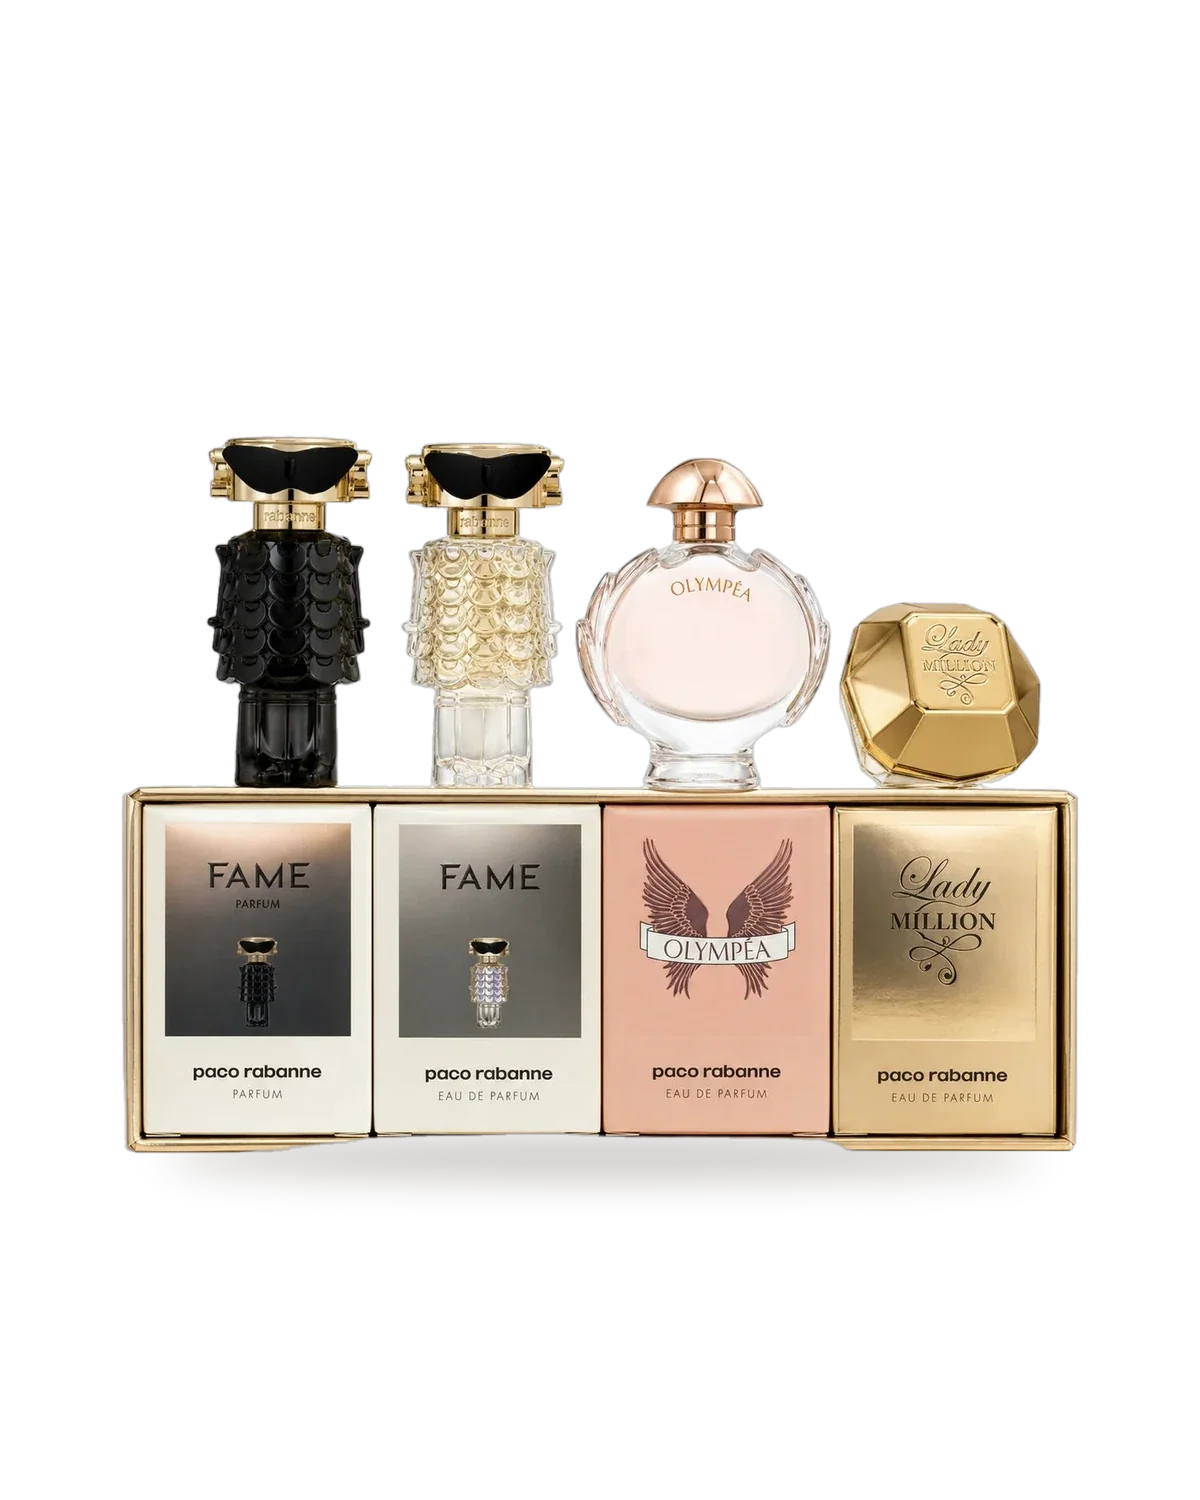 rabanne
rabanne
OLYMPÉA
Lady
MILLION
FAME
PARFUM
paco rabanne
PARFUM
FAME
paco rabanne
EAU DE PARFUM
OLYMPÉA
paco rabanne
EAU DE PARFUM
Lady
MILLION
paco rabanne
EAU DE PARFUM